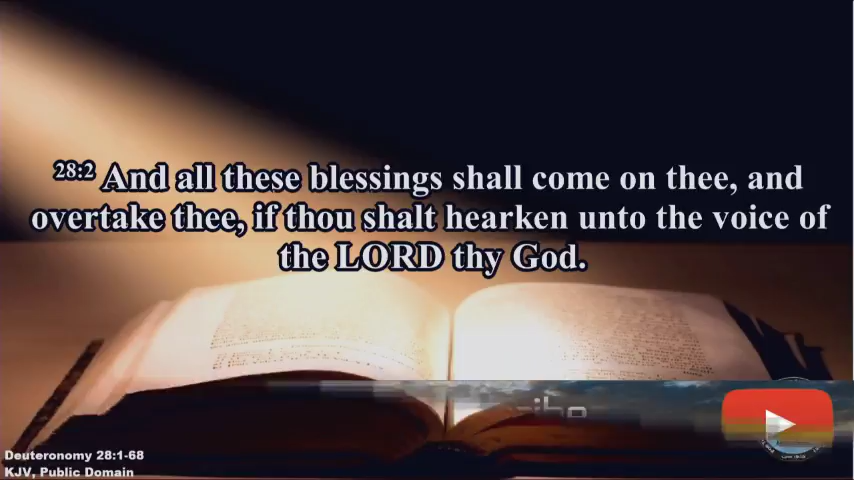 28:2 And all these blessings shall come on thee, and
overtake thee, if thou shalt hearken unto the voice of
the LORD thy God.
Deuteronomy 28:1-68
KJV, Public Domain